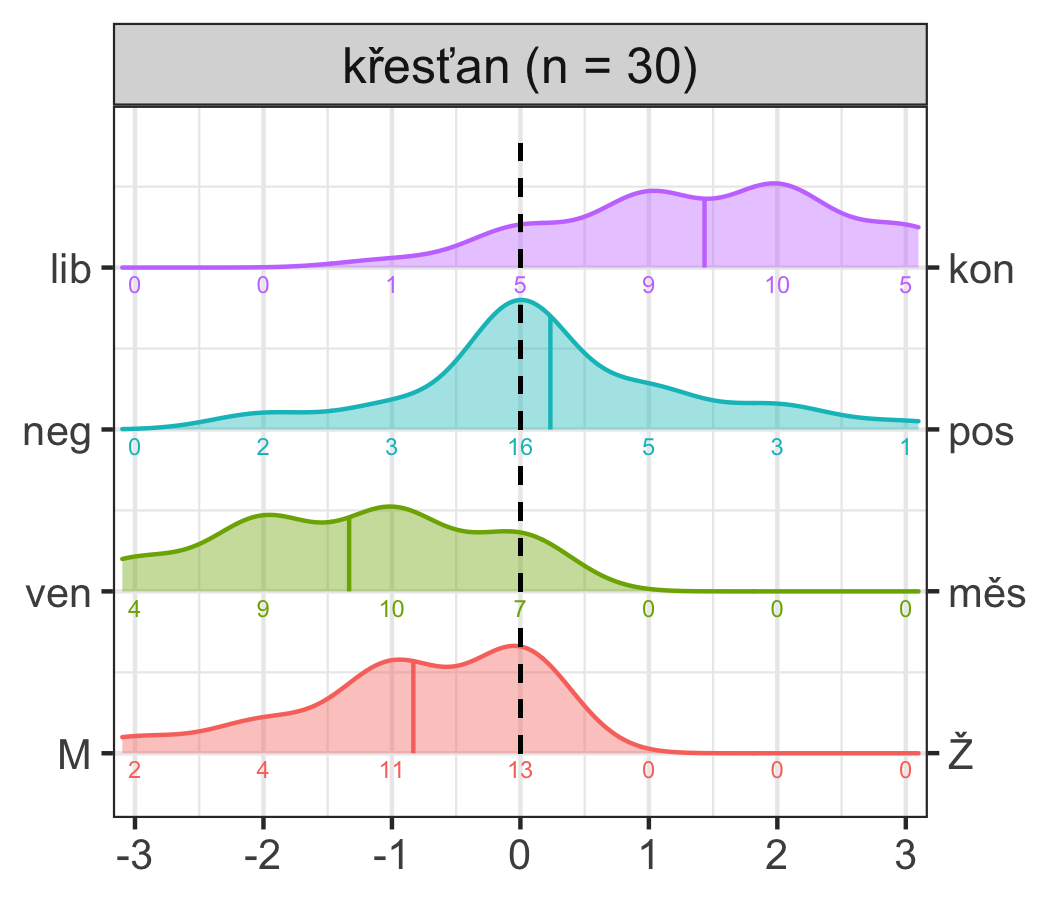 křesťan (n = 30)
lib kon
0 0 1 5 9 10 5
neg pos
0 2 3 16 5 3 1
ven měs
4 9 10 7 0 0 0
M Ž
2 4 11 13 0 0 0
-3 -2 -1 0 1 2 3